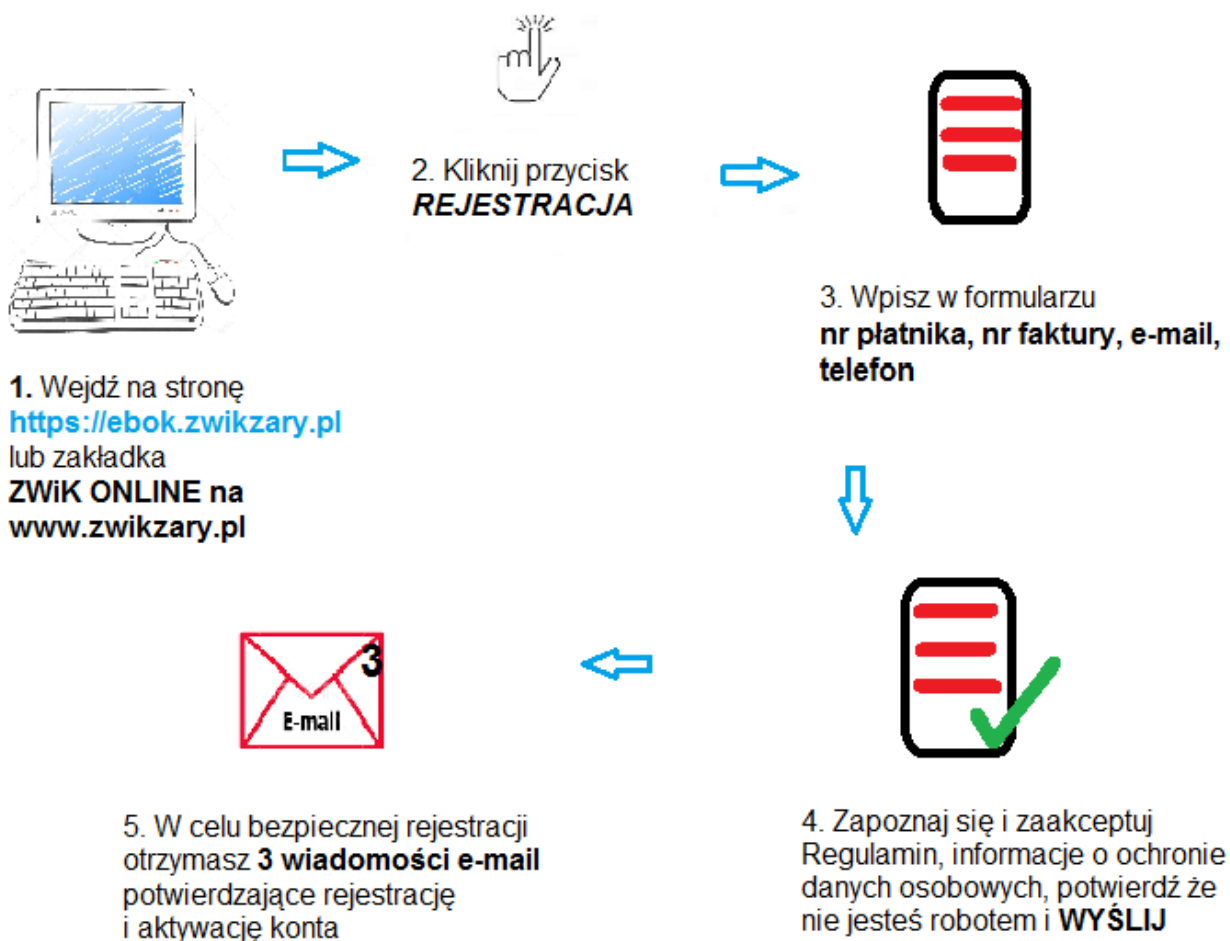 1. Wejdź na stronę
https://ebok.zwikzary.pl
lub zakładka
ZWiK ONLINE na
www.zwikzary.pl
2. Kliknij przycisk
REJESTRACJA
3. Wpisz w formularzu
nr płatnika, nr faktury, e-mail,
telefon
4. Zapoznaj się i zaakceptuj
Regulamin, informacje o ochronie
danych osobowych, potwierdź że
nie jesteś robotem i WYŚLIJ
3
E-mail
5. W celu bezpiecznej rejestracji
otrzymasz 3 wiadomości e-mail
potwierdzające rejestrację
i aktywację konta